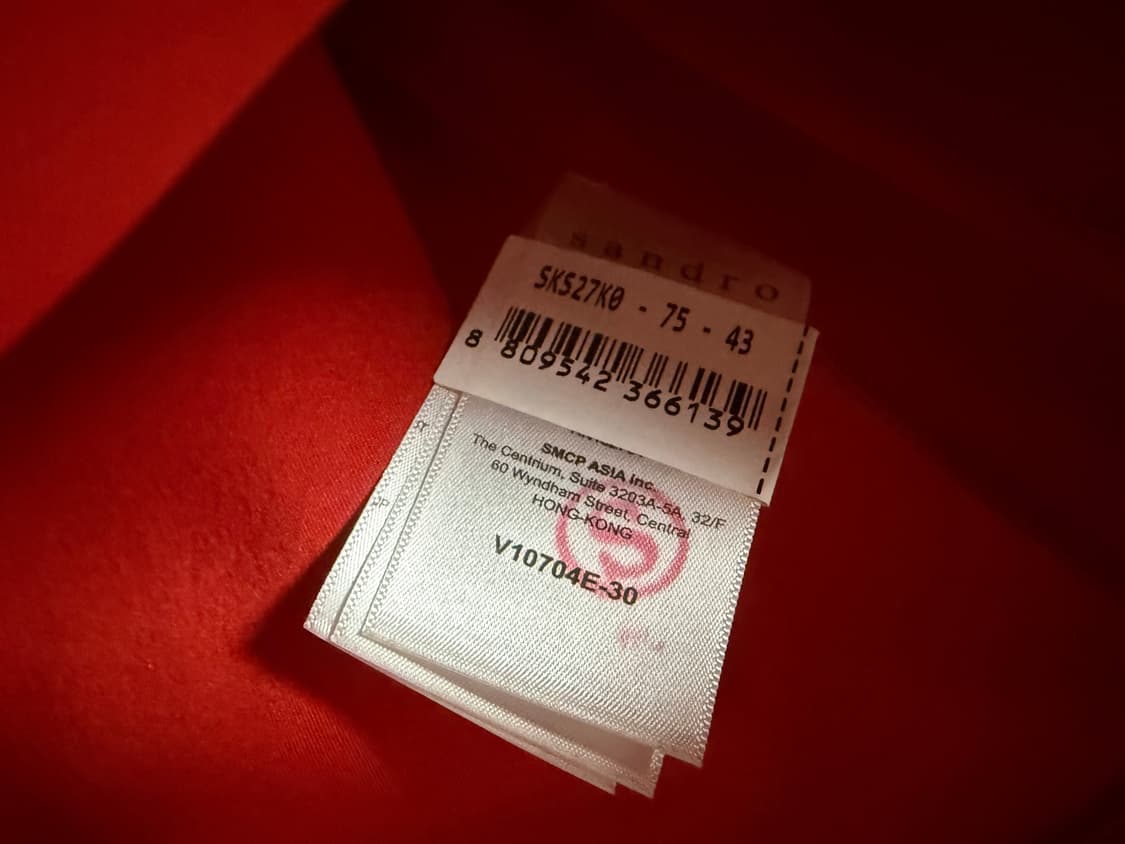 sandro
SKS27K0 - 75 - 43
8 809542 366139
SMCP ASIA Inc.
The Centrium, Suite 3203A-5A, 32/F
60 Wyndham Street, Central
HONG-KONG
V10704E-30